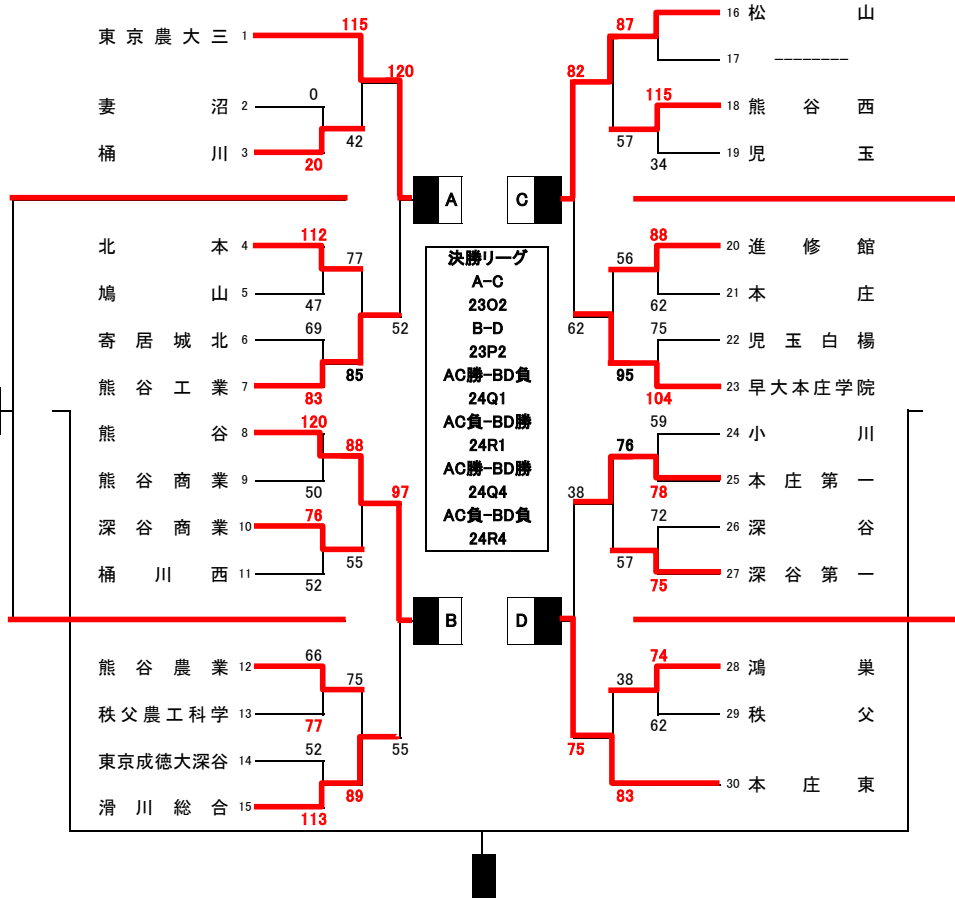 東京農大三 1
115
120
妻沼 2
0
42
桶川 3
20
A
北本 4
112
77
鳩山 5
47
52
寄居城北 6
69
85
熊谷工業 7
83
熊谷 8
120
88
熊谷商業 9
50
97
深谷商業 10
76
55
桶川西 11
52
B
熊谷農業 12
66
75
秩父農工科学 13
77
55
東京成徳大深谷 14
52
89
滑川総合 15
113
決勝リーグ
A-C
23O2
B-D
23P2
AC勝-BD負
24Q1
AC負-BD勝
24R1
AC勝-BD勝
24Q4
AC負-BD負
24R4
16 松山
87
82
17 --------
18 熊谷西
115
57
19 児玉
34
C
20 進修館
88
56
21 本庄
62
62
22 児玉白楊
75
95
23 早大本庄学院
104
24 小川
59
76
25 本庄第一
78
38
26 深谷
72
57
27 深谷第一
75
D
28 鴻巣
74
38
29 秩父
62
75
30 本庄東
83